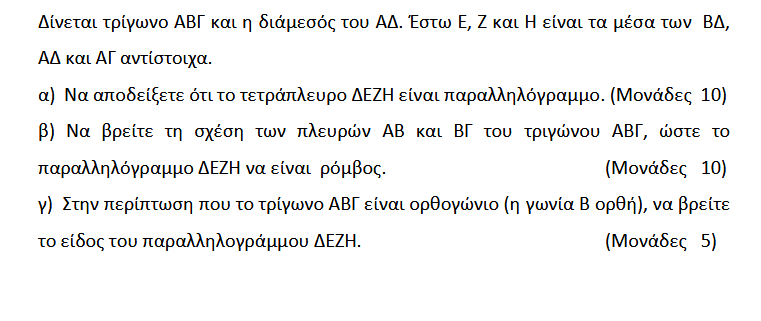 Δίνεται τρίγωνο ΑΒΓ και η διάμεσός του ΑΔ. Έστω Ε, Ζ και Η είναι τα μέσα των ΒΔ,
ΑΔ και ΑΓ αντίστοιχα.
α) Να αποδείξετε ότι το τετράπλευρο ΔΕΖΗ είναι παραλληλόγραμμο. (Μονάδες 10)
β) Να βρείτε τη σχέση των πλευρών ΑΒ και ΒΓ του τριγώνου ΑΒΓ, ώστε το
παραλληλόγραμμο ΔΕΖΗ να είναι ρόμβος. (Μονάδες 10)
γ) Στην περίπτωση που το τρίγωνο ΑΒΓ είναι ορθογώνιο (η γωνία Β ορθή), να βρείτε
το είδος του παραλληλογράμμου ΔΕΖΗ. (Μονάδες 5)